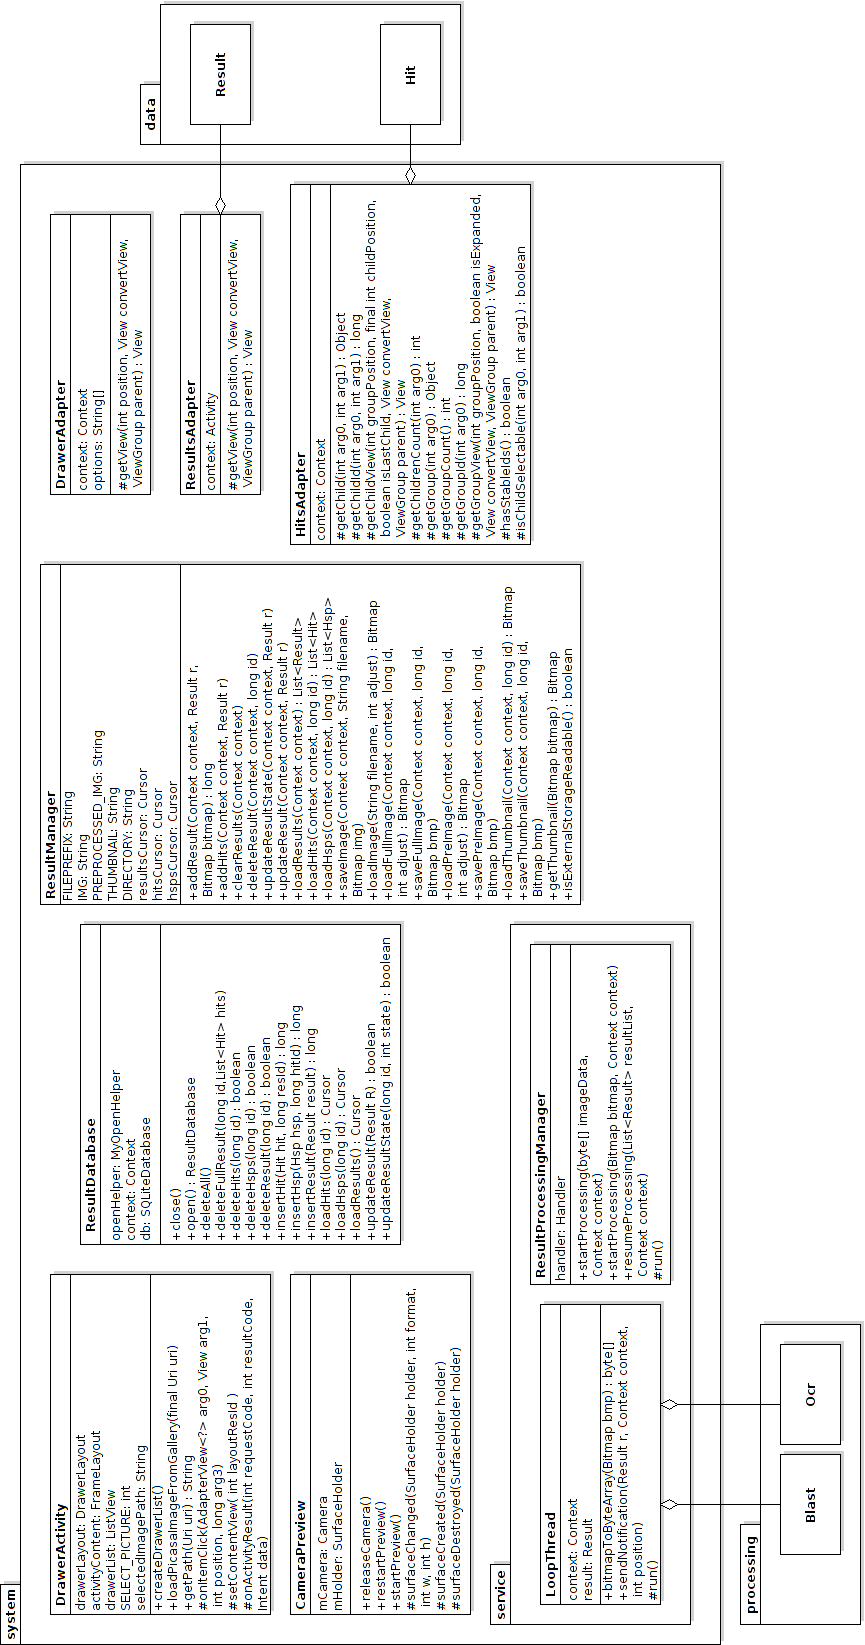 system
DrawerActivity
drawerLayout: DrawerLayout
activityContent: FrameLayout
drawerList: ListView
SELECT_PICTURE: int
selectedImagePath: String
+createDrawerList()
+loadPicasaImageFromGallery(final Uri uri)
+getPath(Uri uri) : String
#onItemClick(AdapterView<?> arg0, View arg1,
int position, long arg3)
#setContentView( int layoutResId )
#onActivityResult(int requestCode, int resultCode,
Intent data)
CameraPreview
mCamera: Camera
mHolder: SurfaceHolder
+releaseCamera()
+restartPreview()
+startPreview()
#surfaceChanged(SurfaceHolder holder, int format,
int w, int h)
#surfaceCreated(SurfaceHolder holder)
#surfaceDestroyed(SurfaceHolder holder)
ResultDatabase
openHelper: MyOpenHelper
context: Context
db: SQLiteDatabase
+close()
+open() : ResultDatabase
+deleteAll()
+deleteFullResult(long id,List<Hit> hits)
+deleteHits(long id) : boolean
+deleteHsps(long id) : boolean
+deleteResult(long id) : boolean
+insertHit(Hit hit, long resId) : long
+insertHsp(Hsp hsp, long hitId) : long
+insertResult(Result result) : long
+loadHits(long id) : Cursor
+loadHsps(long id) : Cursor
+loadResults() : Cursor
+updateResult(Result R) : boolean
+updateResultState(long id, int state) : boolean
ResultManager
FILEPREFIX: String
IMG: String
PREPROCESSED_IMG: String
THUMBNAIL: String
DIRECTORY: String
resultsCursor: Cursor
hitsCursor: Cursor
hspsCursor: Cursor
+addResult(Context context, Result r,
Bitmap bitmap) : long
+addHits(Context context, Result r)
+clearResults(Context context)
+deleteResult(Context context, long id)
+updateResultState(Context context, Result r)
+updateResult(Context context, Result r)
+loadResults(Context context) : List<Result>
+loadHits(Context context, long id) : List<Hit>
+loadHsps(Context context, long id) : List<Hsp>
+saveImage(Context context, String filename,
Bitmap img)
+loadImage(String filename, int adjust) : Bitmap
+loadFullImage(Context context, long id,
int adjust) : Bitmap
+saveFullImage(Context context, long id,
Bitmap bmp)
+loadPreImage(Context context, long id,
int adjust) : Bitmap
+savePreImage(Context context, long id,
Bitmap bmp)
+loadThumbnail(Context context, long id) : Bitmap
+saveThumbnail(Context context, long id,
Bitmap bmp)
+getThumbnail(Bitmap bitmap) : Bitmap
+isExternalStorageReadable() : boolean
DrawerAdapter
context: Context
options: String[]
#getView(int position, View convertView,
ViewGroup parent) : View
ResultsAdapter
context: Activity
#getView(int position, View convertView,
ViewGroup parent) : View
HitsAdapter
context: Context
#getChild(int arg0, int arg1) : Object
#getChildId(int arg0, int arg1) : long
#getChildView(int groupPosition, final int childPosition,
boolean isLastChild, View convertView,
ViewGroup parent) : View
#getChildrenCount(int arg0) : int
#getGroup(int arg0) : Object
#getGroupCount() : int
#getGroupId(int arg0) : long
#getGroupView(int groupPosition, boolean isExpanded,
View convertView, ViewGroup parent) : View
#hasStableIds() : boolean
#isChildSelectable(int arg0, int arg1) : boolean
service
LoopThread
context: Context
result: Result
+bitmapToByteArray(Bitmap bmp) : byte[]
+sendNotification(Result r, Context context,
int position)
#run()
ResultProcessingManager
handler: Handler
+startProcessing(byte[] imageData,
Context context)
+startProcessing(Bitmap bitmap, Context context)
+resumeProcessing(List<Result> resultList,
Context context)
#run()
data
Result
Hit
processing
Blast
Ocr